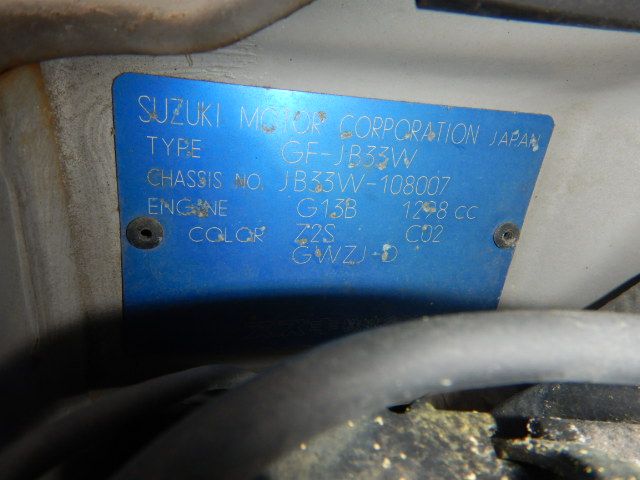 SUZUKI MOTOR CORPORATION JAPAN
TYPE GF-JB33W
CHASSIS NO. JB33W-108007
ENGINE G13B 1298 CC
COLOR Z2S C02
GWZJ-D